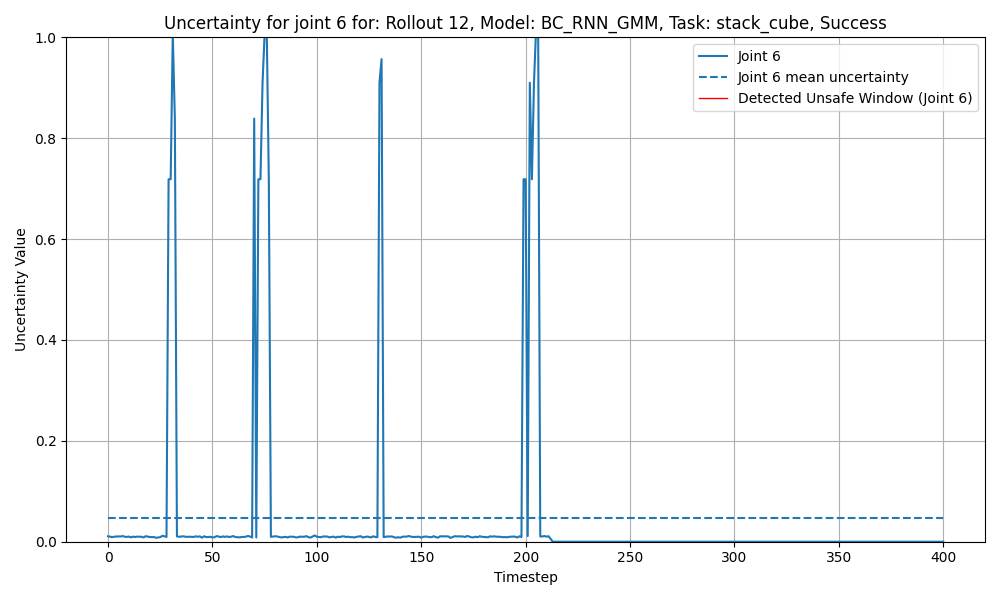 Uncertainty for joint 6 for: Rollout 12, Model: BC_RNN_GMM, Task: stack_cube, Success
Joint 6
Joint 6 mean uncertainty
Detected Unsafe Window (Joint 6)
Uncertainty Value
1.0
0.8
0.6
0.4
0.2
0.0
0 50 100 150 200 250 300 350 400
Timestep